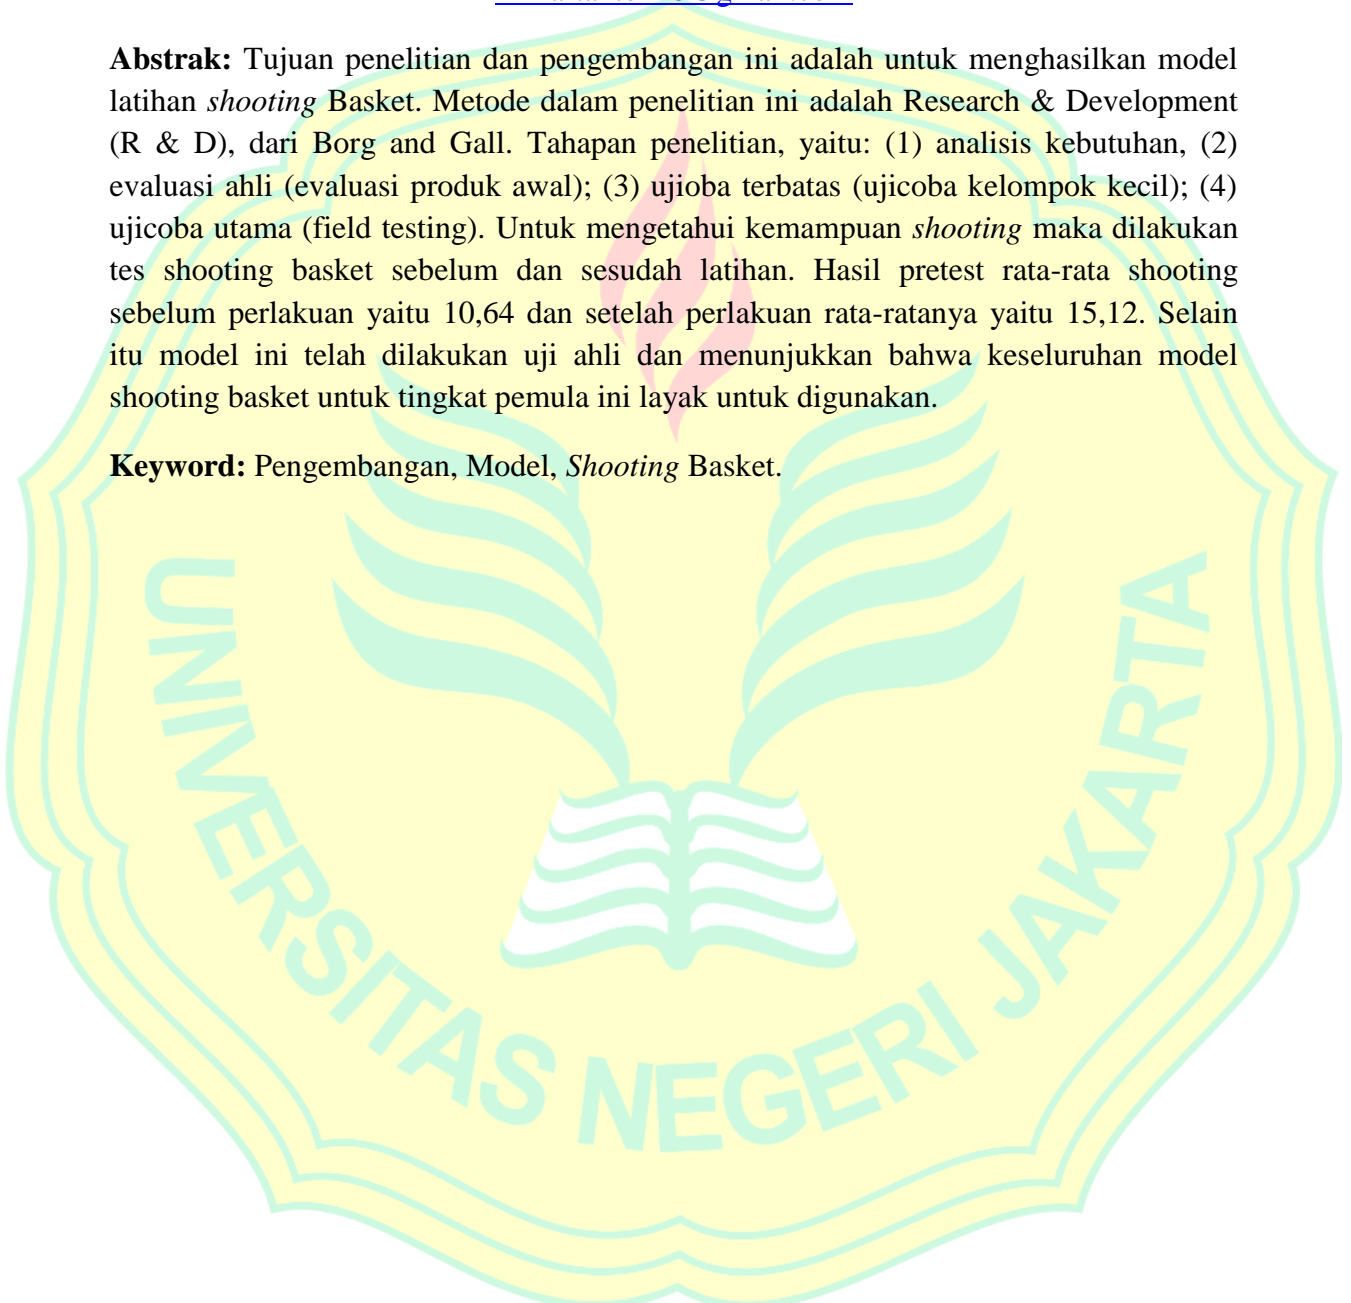 Abstrak: Tujuan penelitian dan pengembangan ini adalah untuk menghasilkan model
latihan shooting Basket. Metode dalam penelitian ini adalah Research & Development
(R & D), dari Borg and Gall. Tahapan penelitian, yaitu: (1) analisis kebutuhan, (2)
evaluasi ahli (evaluasi produk awal); (3) ujioba terbatas (ujicoba kelompok kecil); (4)
ujicoba utama (field testing). Untuk mengetahui kemampuan shooting maka dilakukan
tes shooting basket sebelum dan sesudah latihan. Hasil pretest rata-rata shooting
sebelum perlakuan yaitu 10,64 dan setelah perlakuan rata-ratanya yaitu 15,12. Selain
itu model ini telah dilakukan uji ahli dan menunjukkan bahwa keseluruhan model
shooting basket untuk tingkat pemula ini layak untuk digunakan.
Keyword: Pengembangan, Model, Shooting Basket.
UNIVERSITAS NEGERI JAKARTA